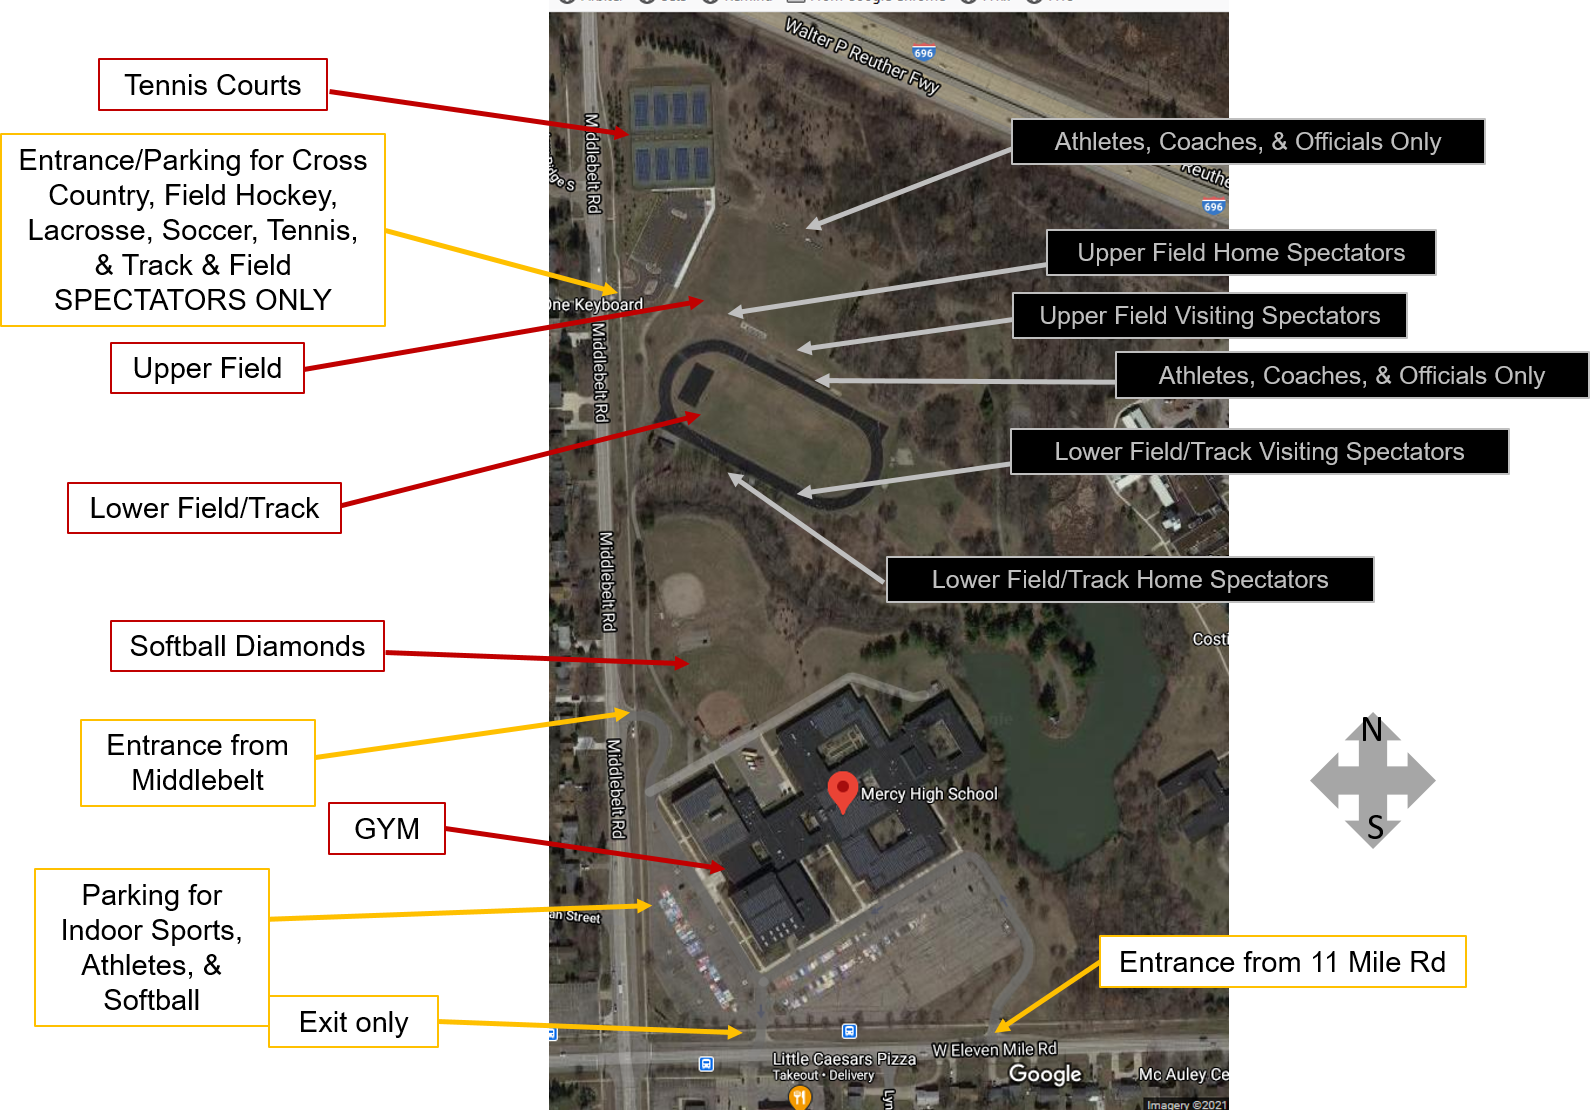 Walter P Reuther Fwy
696
Tennis Courts
Middlebelt Rd
Athletes, Coaches, & Officials Only
Reuthe
696
Entrance/Parking for Cross
Country, Field Hockey,
Lacrosse, Soccer, Tennis,
& Track & Field
SPECTATORS ONLY
Ridge S
Upper Field Home Spectators
One Keyboard
Upper Field Visiting Spectators
Middlebelt Rd
Upper Field
Athletes, Coaches, & Officials Only
Lower Field/Track Visiting Spectators
Lower Field/Track
Middlebelt Rd
Lower Field/Track Home Spectators
Softball Diamonds
Costi
Entrance from
Middlebelt
N
S
Middlebelt Rd
Mercy High School
GYM
Parking for
Indoor Sports,
Athletes, &
Softball
an Street
Entrance from 11 Mile Rd
Exit only
W Eleven Mile Rd
Little Caesars Pizza
Takeout • Delivery
Google
Mc Auley Ce
Lyn
Imagery ©2021